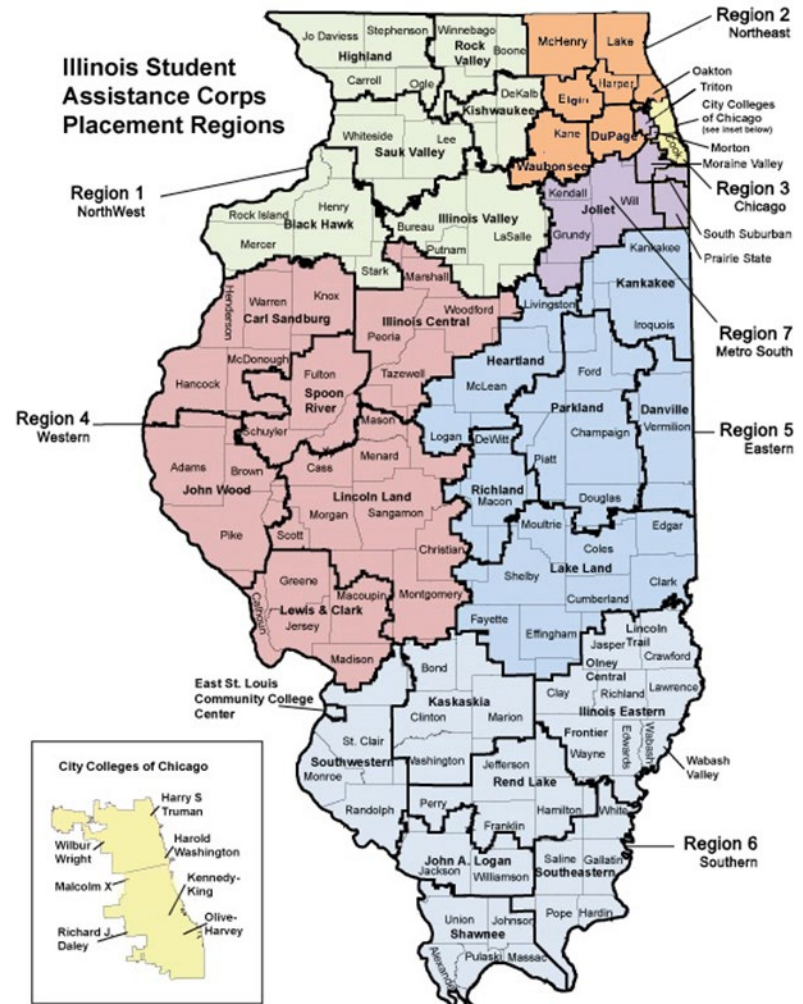 Illinois Student
Assistance Corps
Placement Regions
Region 2
Northeast
Jo Daviess
Stephenson
Winnebago
Boone
McHenry
Lake
Highland
Rock
Valley
Carroll
Ogle
DeKalb
Kishwaukee
Elgin
Harper
Oakton
Triton
City Colleges
of Chicago
(see inset below)
Cook
Morton
Moraine Valley
Region 3
Chicago
South Suburban
Prairie State
Whiteside
Lee
Sauk Valley
Kane
DuPage
Waubonsee
Region 1
NorthWest
Rock Island
Henry
Black Hawk
Mercer
Bureau
Illinois Valley
Putnam
LaSalle
Stark
Kendall
Will
Joliet
Grundy
Kankakee
Kankakee
Iroquois
Region 7
Metro South
Marshall
Henderson
Warren
Knox
Carl Sandburg
Woodford
Illinois Central
Peoria
Tazewell
Livingston
Heartland
McLean
McDonough
Hancock
Fulton
Spoon
River
Ford
Parkland
Champaign
Danville
Vermilion
Region 4
Western
Region 5
Eastern
Schuyler
Mason
Logan
DeWitt
Piatt
Adams
Brown
John Wood
Pike
Cass
Menard
Lincoln Land
Morgan
Sangamon
Scott
Christian
Richland
Macon
Douglas
Moultrie
Edgar
Coles
Lake Land
Shelby
Cumberland
Clark
Greene
Macoupin
Montgomery
Calhoun
Lewis & Clark
Jersey
Madison
Fayette
Effingham
Lincoln
Trail
Jasper
Crawford
Olney
Central
Clay
Richland
Lawrence
Illinois Eastern
Frontier
Wayne
Edwards
Wabash
Wabash
Valley
East St. Louis
Community College
Center
Bond
Kaskaskia
Clinton
Marion
St. Clair
Southwestern
Monroe
Washington
Randolph
Jefferson
Rend Lake
Perry
Hamilton
White
Franklin
Region 6
Southern
John A. Logan
Jackson
Williamson
Saline
Gallatin
Southeastern
Union
Johnson
Shawnee
Pope
Hardin
Alexander
Pulaski
Massac
City Colleges of Chicago
Harry S
Truman
Wilbur
Wright
Harold
Washington
Malcolm X
Kennedy-
King
Richard J.
Daley
Olive-
Harvey